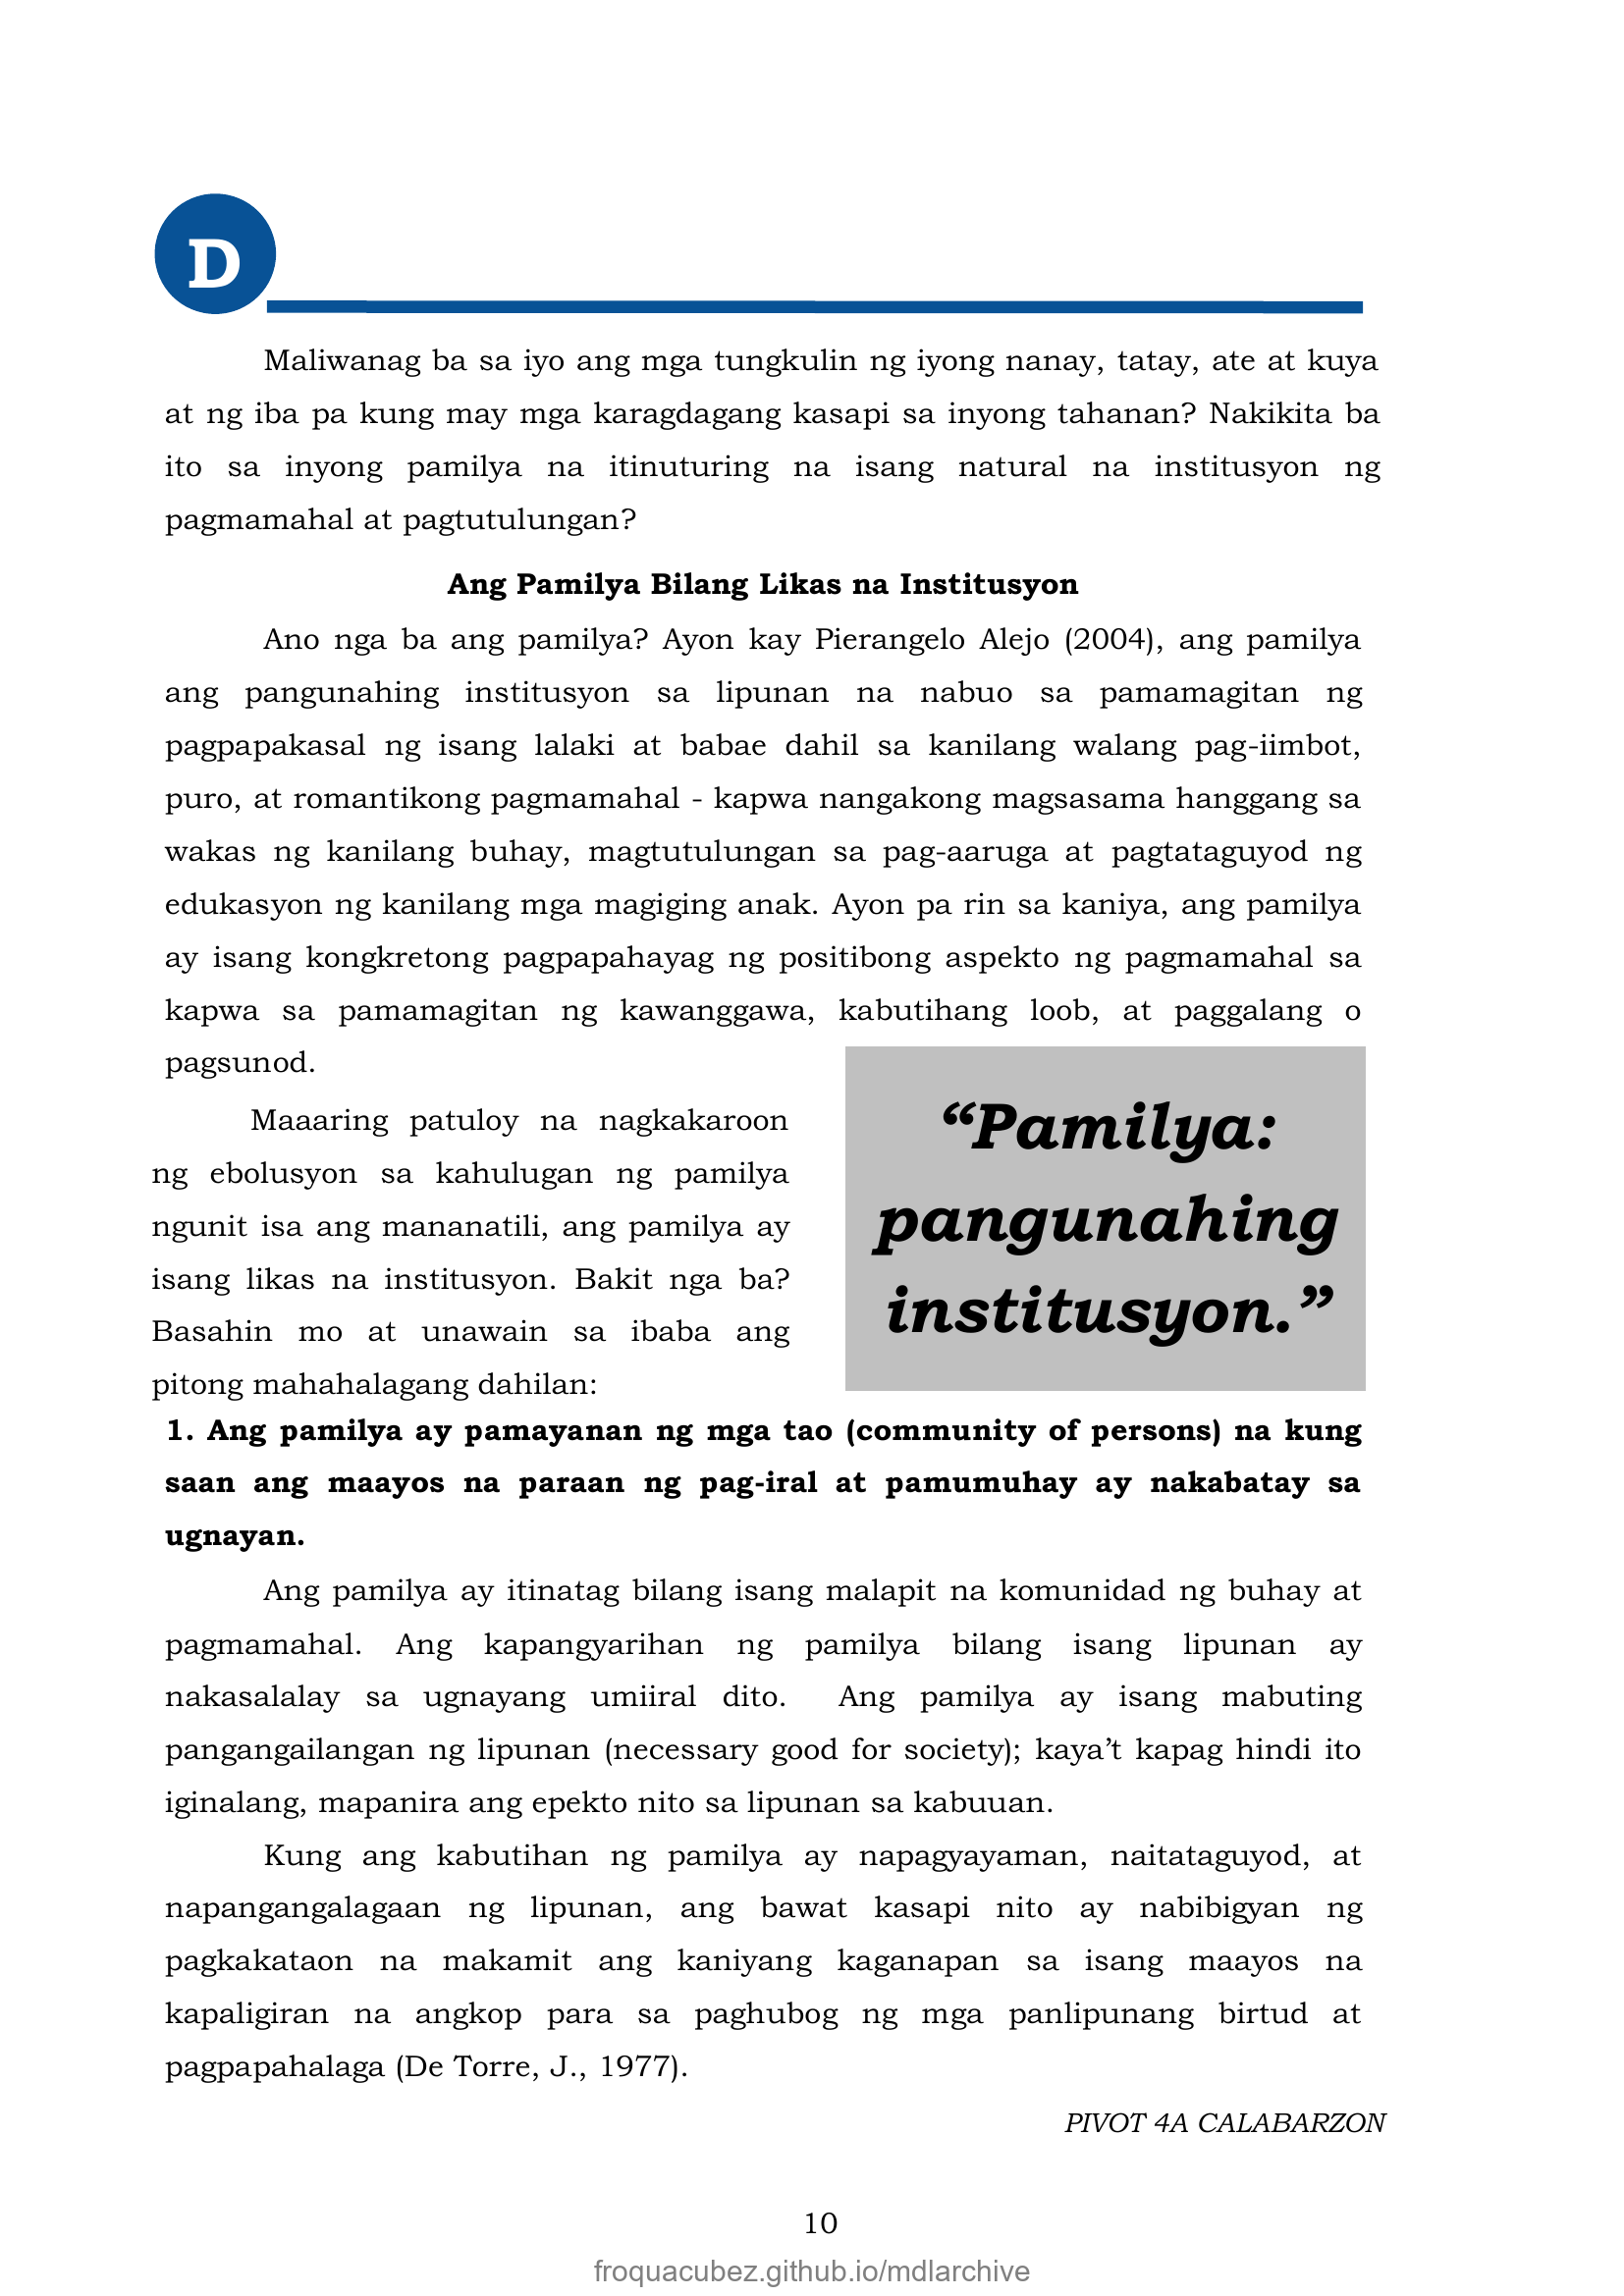 D
Maliwanag ba sa iyo ang mga tungkulin ng iyong nanay, tatay, ate at kuya
at ng iba pa kung may mga karagdagang kasapi sa inyong tahanan? Nakikita ba
ito sa inyong pamilya na itinuturing na isang natural na institusyon ng
pagmamahal at pagtutulungan?
Ang Pamilya Bilang Likas na Institusyon
Ano nga ba ang pamilya? Ayon kay Pierangelo Alejo (2004), ang pamilya
ang pangunahing institusyon sa lipunan na nabuo sa pamamagitan ng
pagpapakasal ng isang lalaki at babae dahil sa kanilang walang pag-iimbot,
puro, at romantikong pagmamahal - kapwa nangakong magsasama hanggang sa
wakas ng kanilang buhay, magtutulungan sa pag-aaruga at pagtataguyod ng
edukasyon ng kanilang mga magiging anak. Ayon pa rin sa kaniya, ang pamilya
ay isang kongkretong pagpapahayag ng positibong aspekto ng pagmamahal sa
kapwa sa pamamagitan ng kawanggawa, kabutihang loob, at paggalang o
pagsunod.
Maaaring patuloy na nagkakaroon
ng ebolusyon sa kahulugan ng pamilya
ngunit isa ang mananatili, ang pamilya ay
isang likas na institusyon. Bakit nga ba?
Basahin mo at unawain sa ibaba ang
pitong mahahalagang dahilan:
“Pamilya:
pangunahing
institusyon.”
1. Ang pamilya ay pamayanan ng mga tao (community of persons) na kung
saan ang maayos na paraan ng pag-iral at pamumuhay ay nakabatay sa
ugnayan.
Ang pamilya ay itinatag bilang isang malapit na komunidad ng buhay at
pagmamahal. Ang kapangyarihan ng pamilya bilang isang lipunan ay
nakasalalay sa ugnayang umiiral dito. Ang pamilya ay isang mabuting
pangangailangan ng lipunan (necessary good for society); kaya’t kapag hindi ito
iginalang, mapanira ang epekto nito sa lipunan sa kabuuan.
Kung ang kabutihan ng pamilya ay napagyayaman, naitataguyod, at
napangangalagaan ng lipunan, ang bawat kasapi nito ay nabibigyan ng
pagkakataon na makamit ang kaniyang kaganapan sa isang maayos na
kapaligiran na angkop para sa paghubog ng mga panlipunang birtud at
pagpapahalaga (De Torre, J., 1977).
PIVOT 4A CALABARZON
10
froquacubez.github.io/mdlarchive